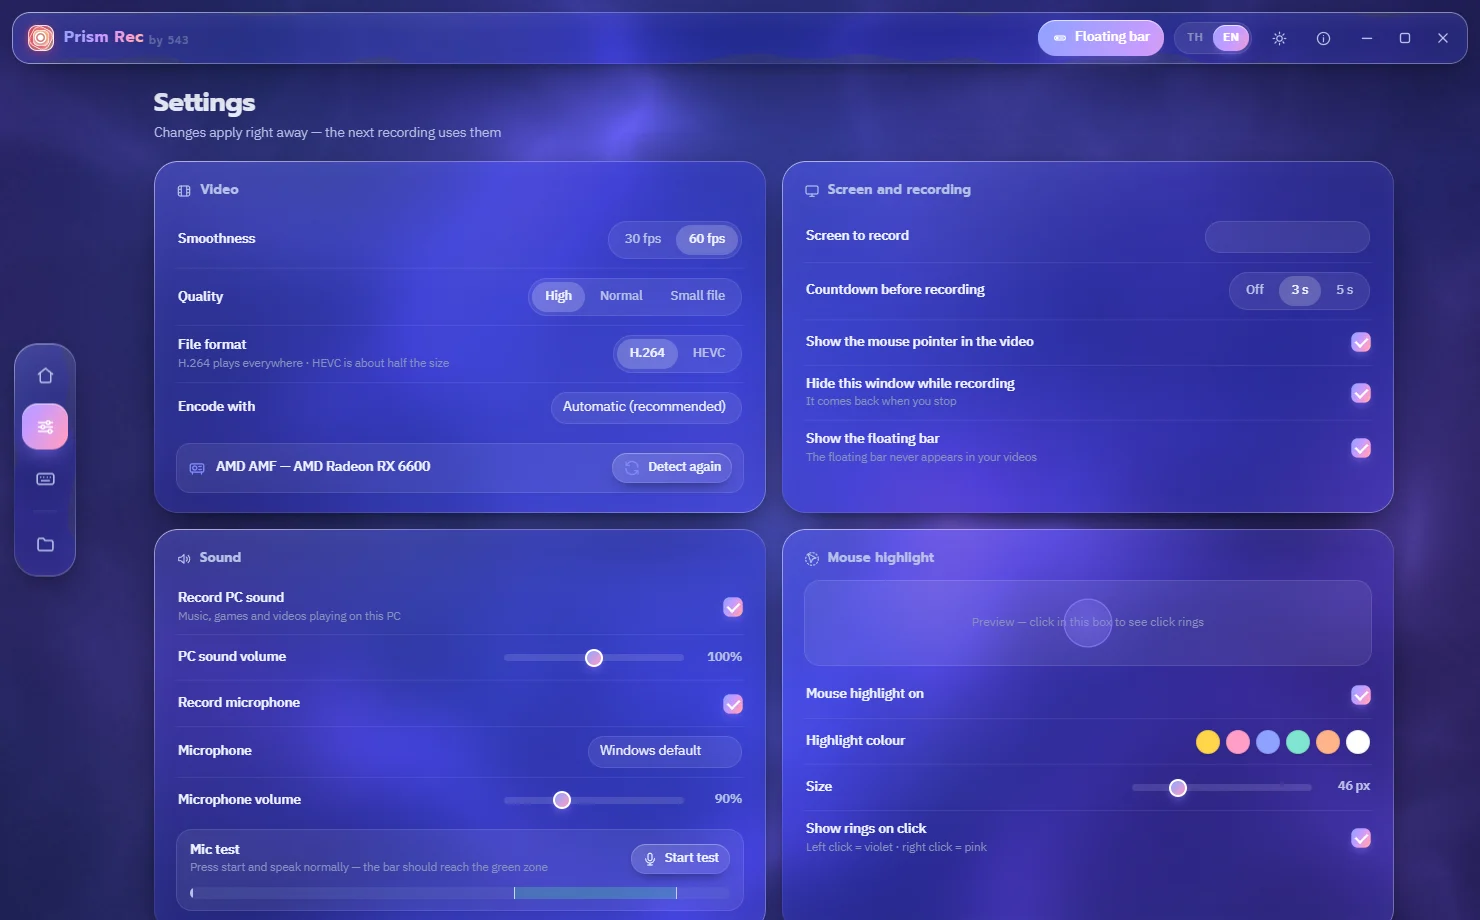 Prism Rec by 543
Floating bar
TH EN
Settings
Changes apply right away — the next recording uses them
Video
Smoothness
30 fps 60 fps
Quality
High Normal Small file
File format
H.264 plays everywhere · HEVC is about half the size
H.264 HEVC
Encode with
Automatic (recommended)
AMD AMF — AMD Radeon RX 6600
Detect again
Screen and recording
Screen to record
Countdown before recording
Off 3 s 5 s
Show the mouse pointer in the video
Hide this window while recording
It comes back when you stop
Show the floating bar
The floating bar never appears in your videos
Sound
Record PC sound
Music, games and videos playing on this PC
PC sound volume
100%
Record microphone
Microphone
Windows default
Microphone volume
90%
Mic test
Press start and speak normally — the bar should reach the green zone
Start test
Mouse highlight
Preview — click in this box to see click rings
Mouse highlight on
Highlight colour
Size
46 px
Show rings on click
Left click = violet · right click = pink